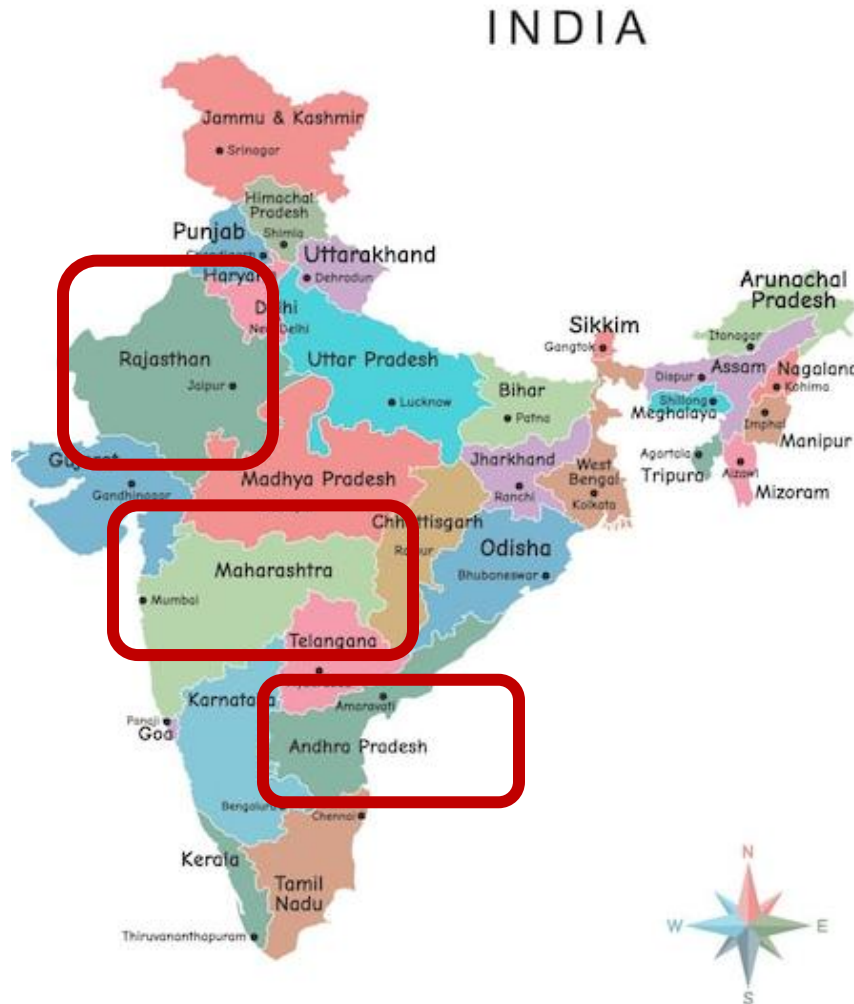 INDIA
Jammu & Kashmir
Srinagar
Himachal
Pradesh
Shimla
Punjab
Uttarakhand
Dehradun
Delhi
New Delhi
Arunachal
Pradesh
Itanagar
Sikkim
Gangtok
Rajasthan
Jaipur
Uttar Pradesh
Lucknow
Bihar
Patna
Dispur
Assam
Nagaland
Kohima
Shillong
Meghalaya
Imphal
Manipur
Agartala
Tripura
Aizawl
Mizoram
Gandhinagar
Madhya Pradesh
Jharkhand
Ranchi
West
Bengal
Kolkata
Chhattisgarh
Odisha
Bhubaneswar
Maharashtra
Mumbai
Telangana
Karnataka
Amaravati
Panaji
Goa
Andhra Pradesh
Bengaluru
Chennai
Kerala
Tamil
Nadu
Thiruvananthapuram
N
W
E
S